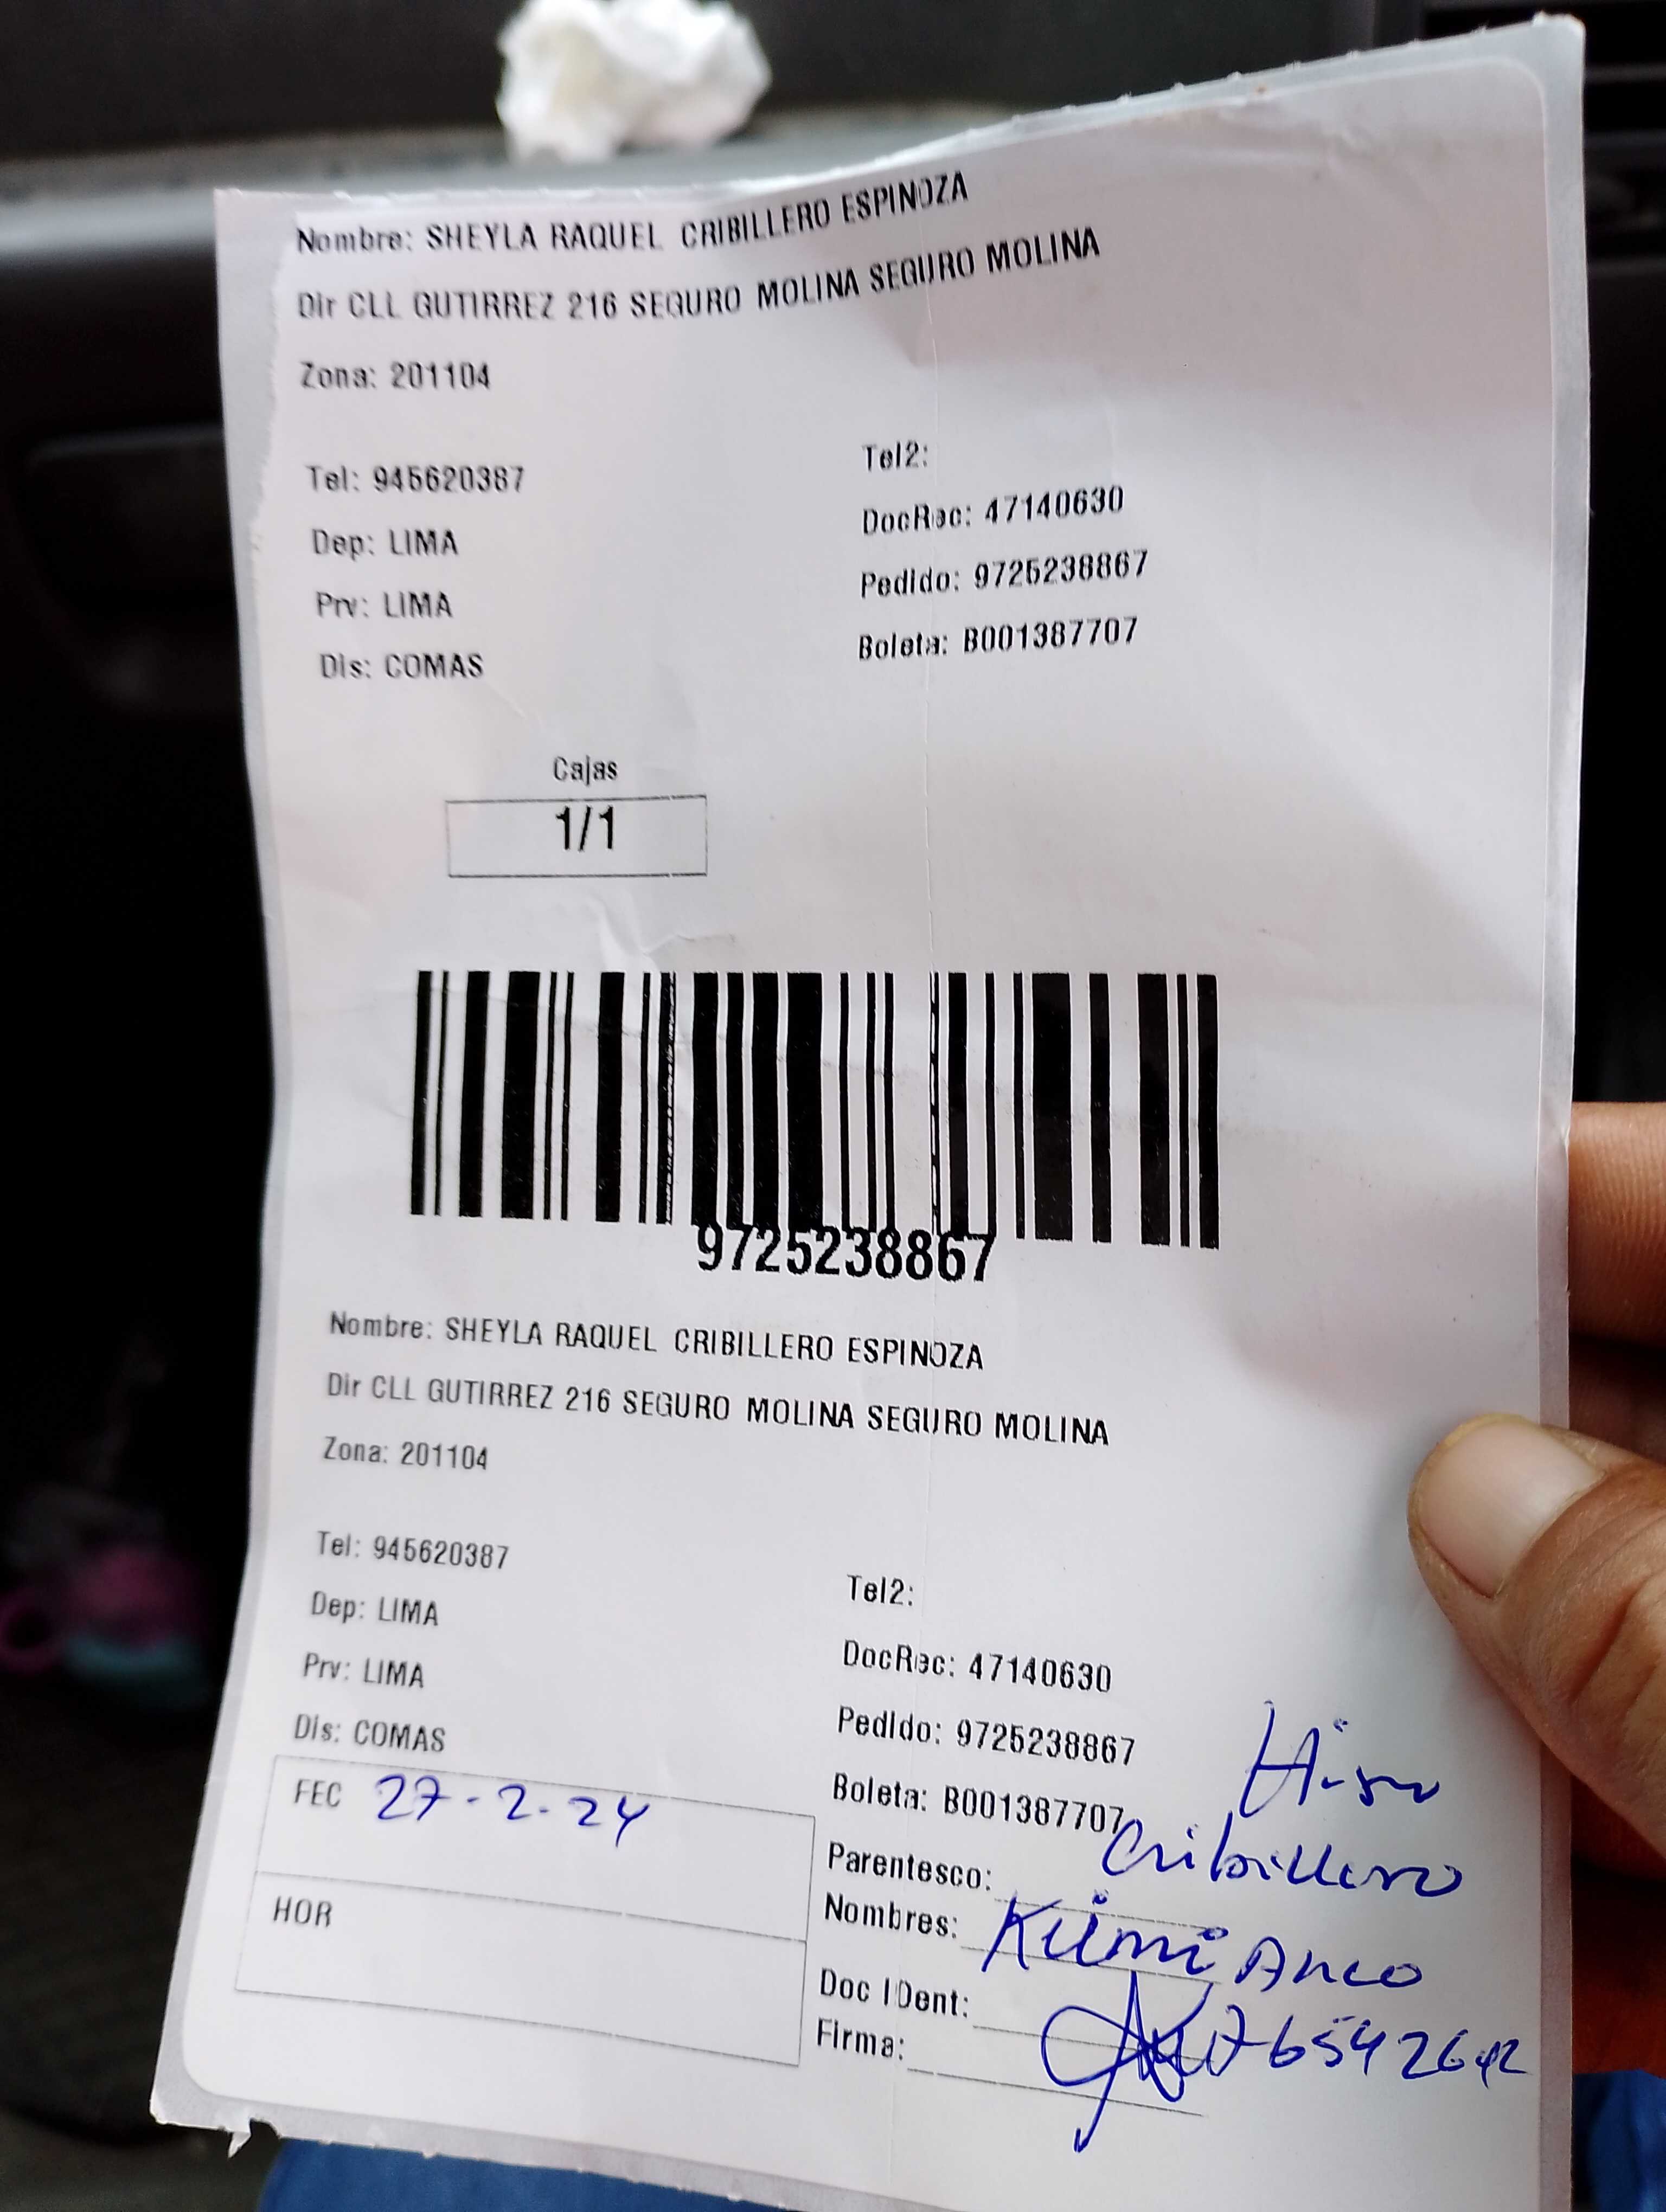 Nombre: SHEYLA RAQUEL CRIBILLERO ESPINOZA
Dir CLL GUTIRREZ 216 SEGURO MOLINA SEGURO MOLINA
Zona: 201104
Tel: 945620387
Tel2:
Dep: LIMA
DocRec: 47140630
Prv: LIMA
Pedido: 9725238867
Dis: COMAS
Boleta: B001387707
Cajas
1/1
9725238867
Nombre: SHEYLA RAQUEL CRIBILLERO ESPINOZA
Dir CLL GUTIRREZ 216 SEGURO MOLINA SEGURO MOLINA
Zona: 201104
Tel: 945620387
Tel2:
Dep: LIMA
DocRec: 47140630
Prv: LIMA
Pedido: 9725238867
Dis: COMAS
Boleta: B001387707
FEC 27-2-24
Cribillero
Parentesco:
Nombres: Kiimi Anco
HOR
Doc IDent:
Firma: